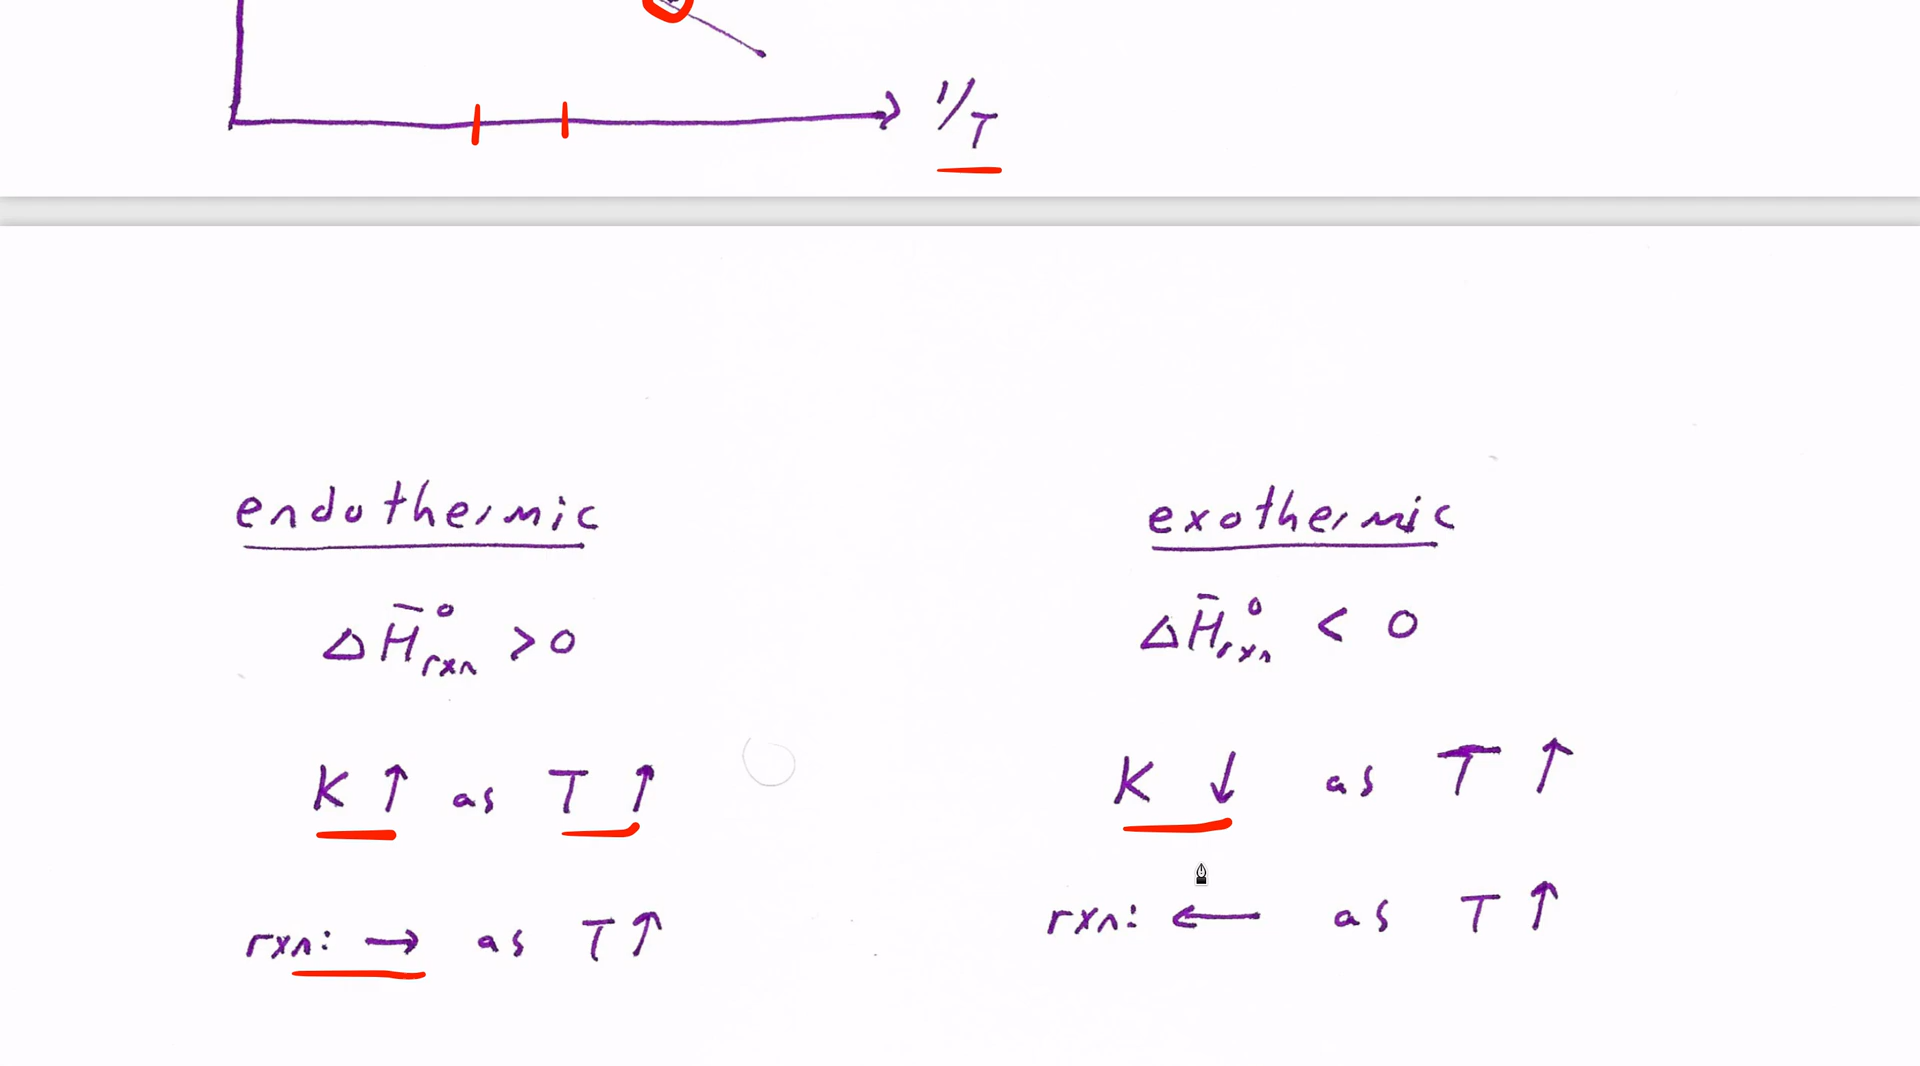 1/T
endothermic
ΔH̄°rxn > 0
K ↑ as T ↑
rxn: → as T ↑
exothermic
ΔH̄°rxn < 0
K ↓ as T ↑
rxn: ← as T ↑